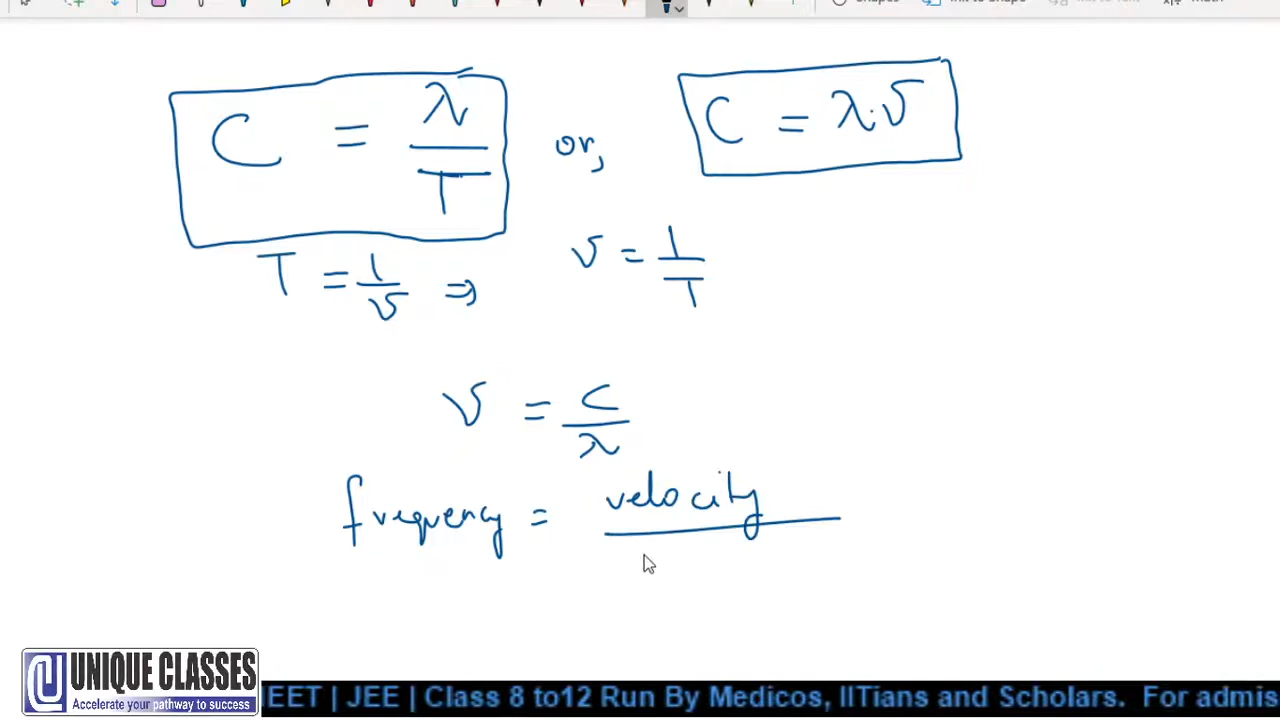 C = λ/T or, C = λ.ν
T = 1/ν ⇒ ν = 1/T
ν = c/λ
frequency = velocity
UNIQUE CLASSES
Accelerate your pathway to success
EET | JEE | Class 8 to12 Run By Medicos, IITians and Scholars. For admis